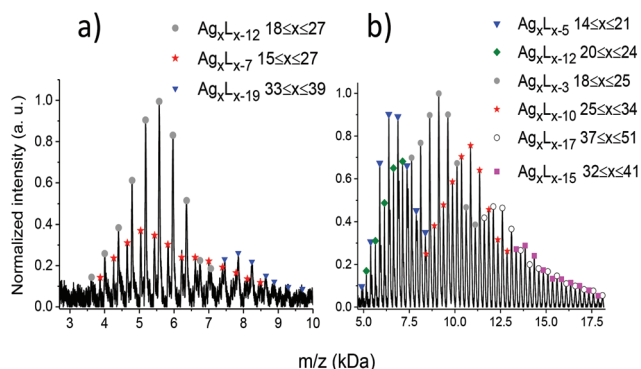 a)
AgxLx-12 18≤x≤27
AgxLx-7 15≤x≤27
AgxLx-19 33≤x≤39
Normalized intensity (a. u.)
1.0
0.8
0.6
0.4
0.2
0.0
3 4 5 6 7 8 9 10
b)
AgxLx-5 14≤x≤21
AgxLx-12 20≤x≤24
AgxLx-3 18≤x≤25
AgxLx-10 25≤x≤34
AgxLx-17 37≤x≤51
AgxLx-15 32≤x≤41
1.0
0.8
0.6
0.4
0.2
0.0
5.0 7.5 10.0 12.5 15.0 17.5
m/z (kDa)